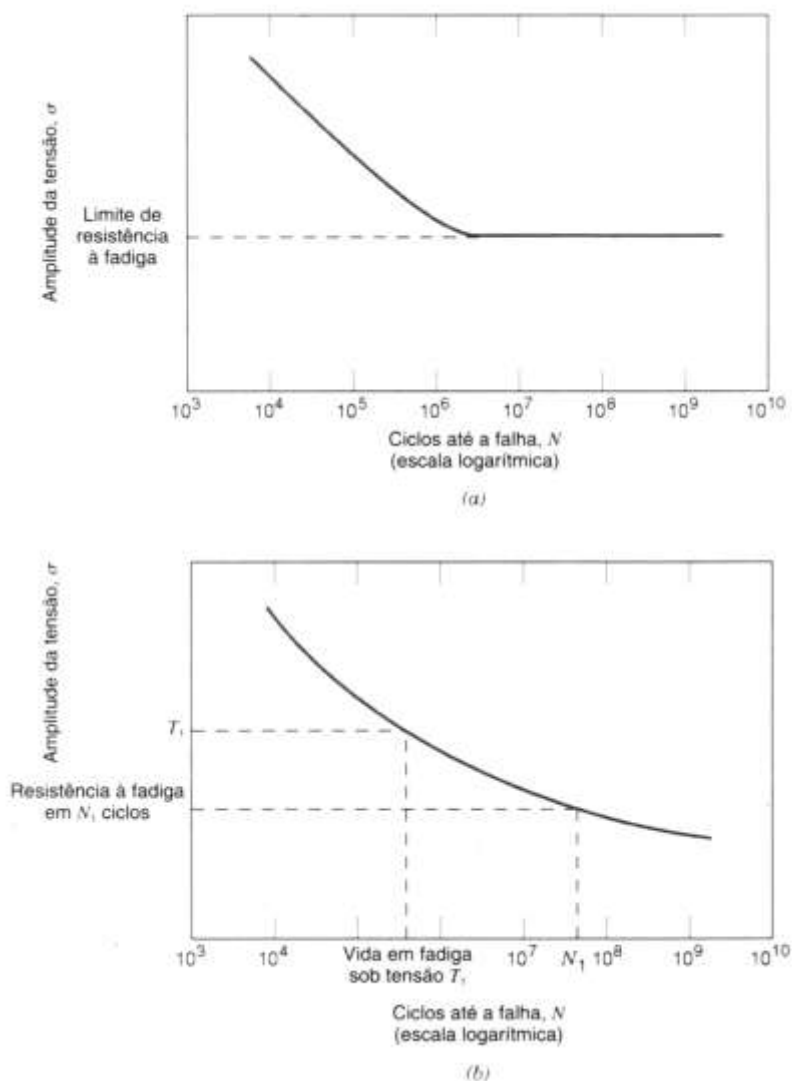 Amplitude da tensão, σ
Limite de
resistência
à fadiga
10³ 10⁴ 10⁵ 10⁶ 10⁷ 10⁸ 10⁹ 10¹⁰
Ciclos até a falha, N
(escala logarítmica)
(a)
Amplitude da tensão, σ
T₁
Resistência à fadiga
em N₁ ciclos
10³ 10⁴ Vida em fadiga 10⁷ N₁ 10⁸ 10⁹ 10¹⁰
sob tensão T₁
Ciclos até a falha, N
(escala logarítmica)
(b)